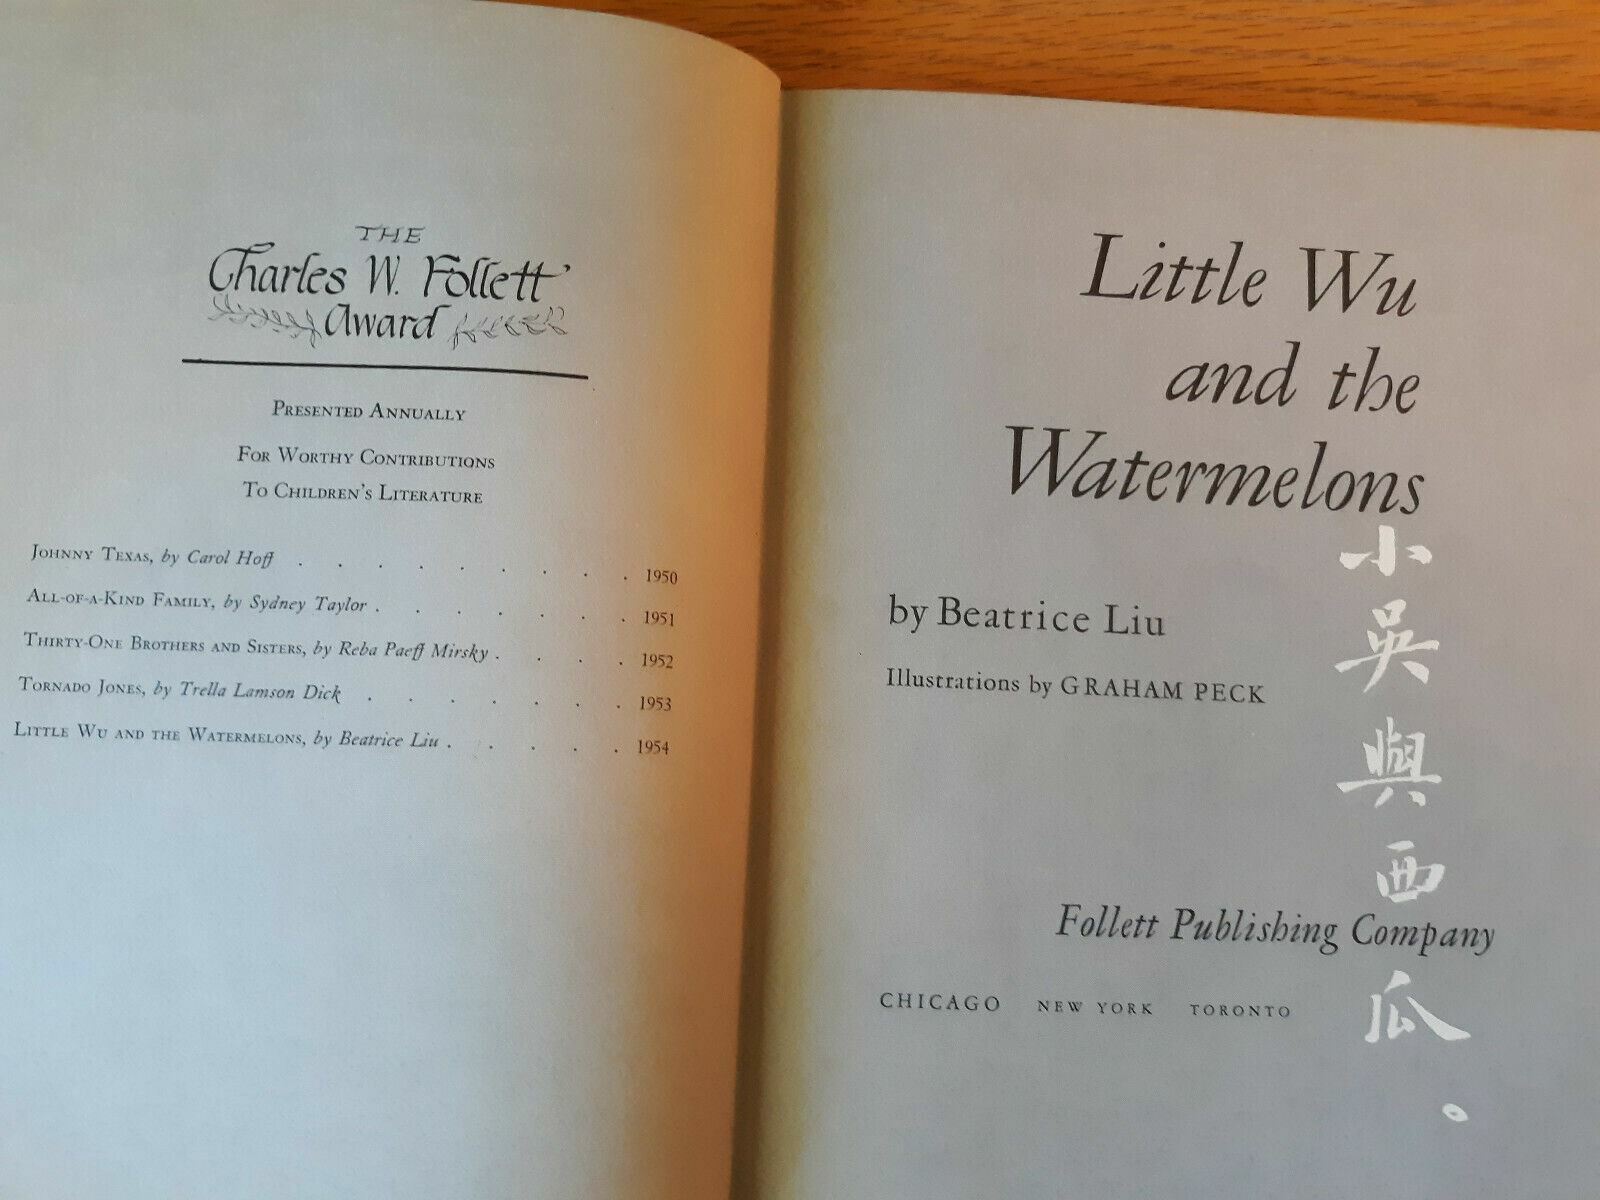 THE
Charles W. Follett
Award
PRESENTED ANNUALLY
FOR WORTHY CONTRIBUTIONS
TO CHILDREN'S LITERATURE
JOHNNY TEXAS, by Carol Hoff . . . . . . . . . 1950
ALL-OF-A-KIND FAMILY, by Sydney Taylor . . . . . . . 1951
THIRTY-ONE BROTHERS AND SISTERS, by Reba Paeff Mirsky . . . . 1952
TORNADO JONES, by Trella Lamson Dick . . . . . . . 1953
LITTLE WU AND THE WATERMELONS, by Beatrice Liu . . . . . 1954
Little Wu
and the
Watermelons
by Beatrice Liu
Illustrations by GRAHAM PECK
小吳與西瓜。
Follett Publishing Company
CHICAGO NEW YORK TORONTO